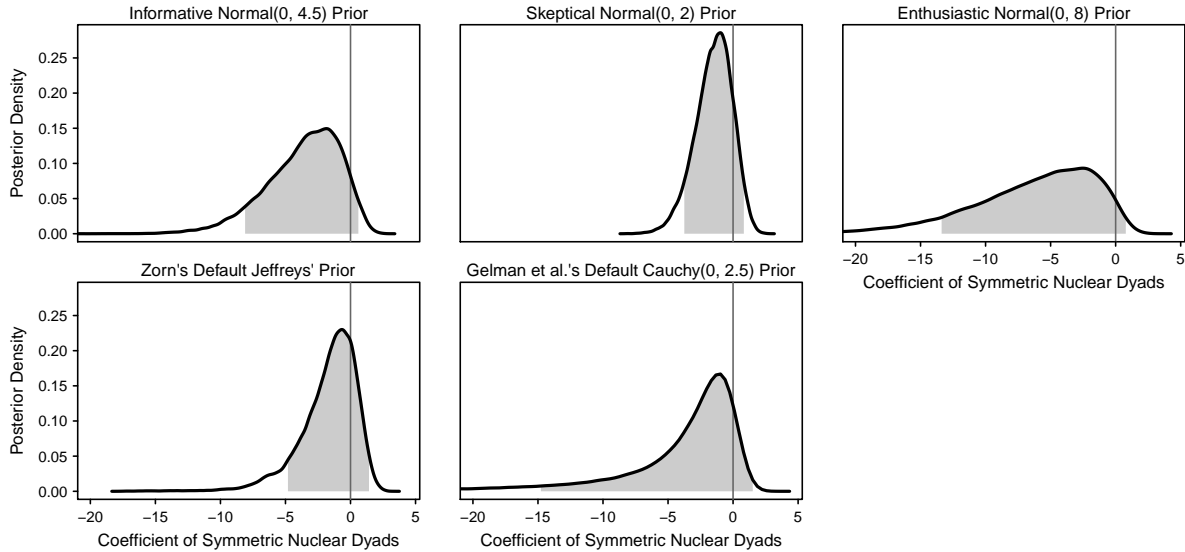 Informative Normal(0, 4.5) Prior
Skeptical Normal(0, 2) Prior
Enthusiastic Normal(0, 8) Prior
Posterior Density
0.25
0.20
0.15
0.10
0.05
0.00
−20 −15 −10 −5 0 5
Coefficient of Symmetric Nuclear Dyads
Zorn's Default Jeffreys' Prior
Gelman et al.'s Default Cauchy(0, 2.5) Prior
Posterior Density
0.25
0.20
0.15
0.10
0.05
0.00
−20 −15 −10 −5 0 5
−20 −15 −10 −5 0 5
Coefficient of Symmetric Nuclear Dyads
Coefficient of Symmetric Nuclear Dyads